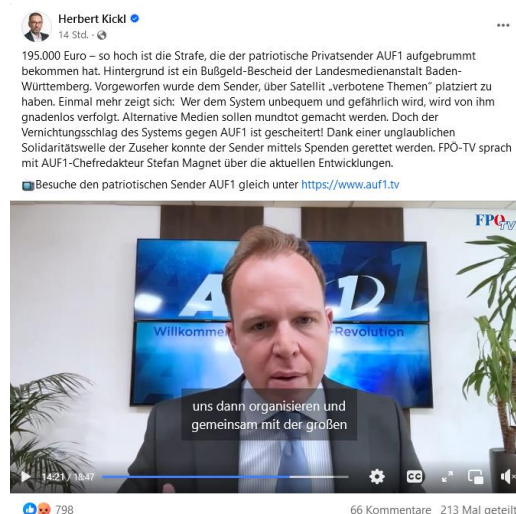 Herbert Kickl
14 Std. ·
195.000 Euro – so hoch ist die Strafe, die der patriotische Privatsender AUF1 aufgebrummt
bekommen hat. Hintergrund ist ein Bußgeld-Bescheid der Landesmedienanstalt Baden-
Württemberg. Vorgeworfen wurde dem Sender, über Satellit „verbotene Themen“ platziert zu
haben. Einmal mehr zeigt sich: Wer dem System unbequem und gefährlich wird, wird von ihm
gnadenlos verfolgt. Alternative Medien sollen mundtot gemacht werden. Doch der
Vernichtungsschlag des Systems gegen AUF1 ist gescheitert! Dank einer unglaublichen
Solidaritätswelle der Zuseher konnte der Sender mittels Spenden gerettet werden. FPÖ-TV sprach
mit AUF1-Chefredakteur Stefan Magnet über die aktuellen Entwicklungen.
Besuche den patriotischen Sender AUF1 gleich unter https://www.auf1.tv
FPÖ TV
Willkommen Revolution
uns dann organisieren und
gemeinsam mit der großen
14:21 / 18:47
CC
798 66 Kommentare 213 Mal geteilt